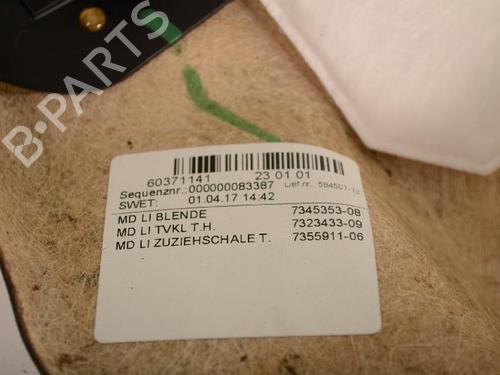 B-PARTS
60371141 23 01 01
Sequenznr.:000000083387 Lief.nr.: 584507-13
SWET: 01.04.17 14:42
MD LI BLENDE 7345353-08
MD LI TVKL T.H. 7323433-09
MD LI ZUZIEHSCHALE T. 7355911-06